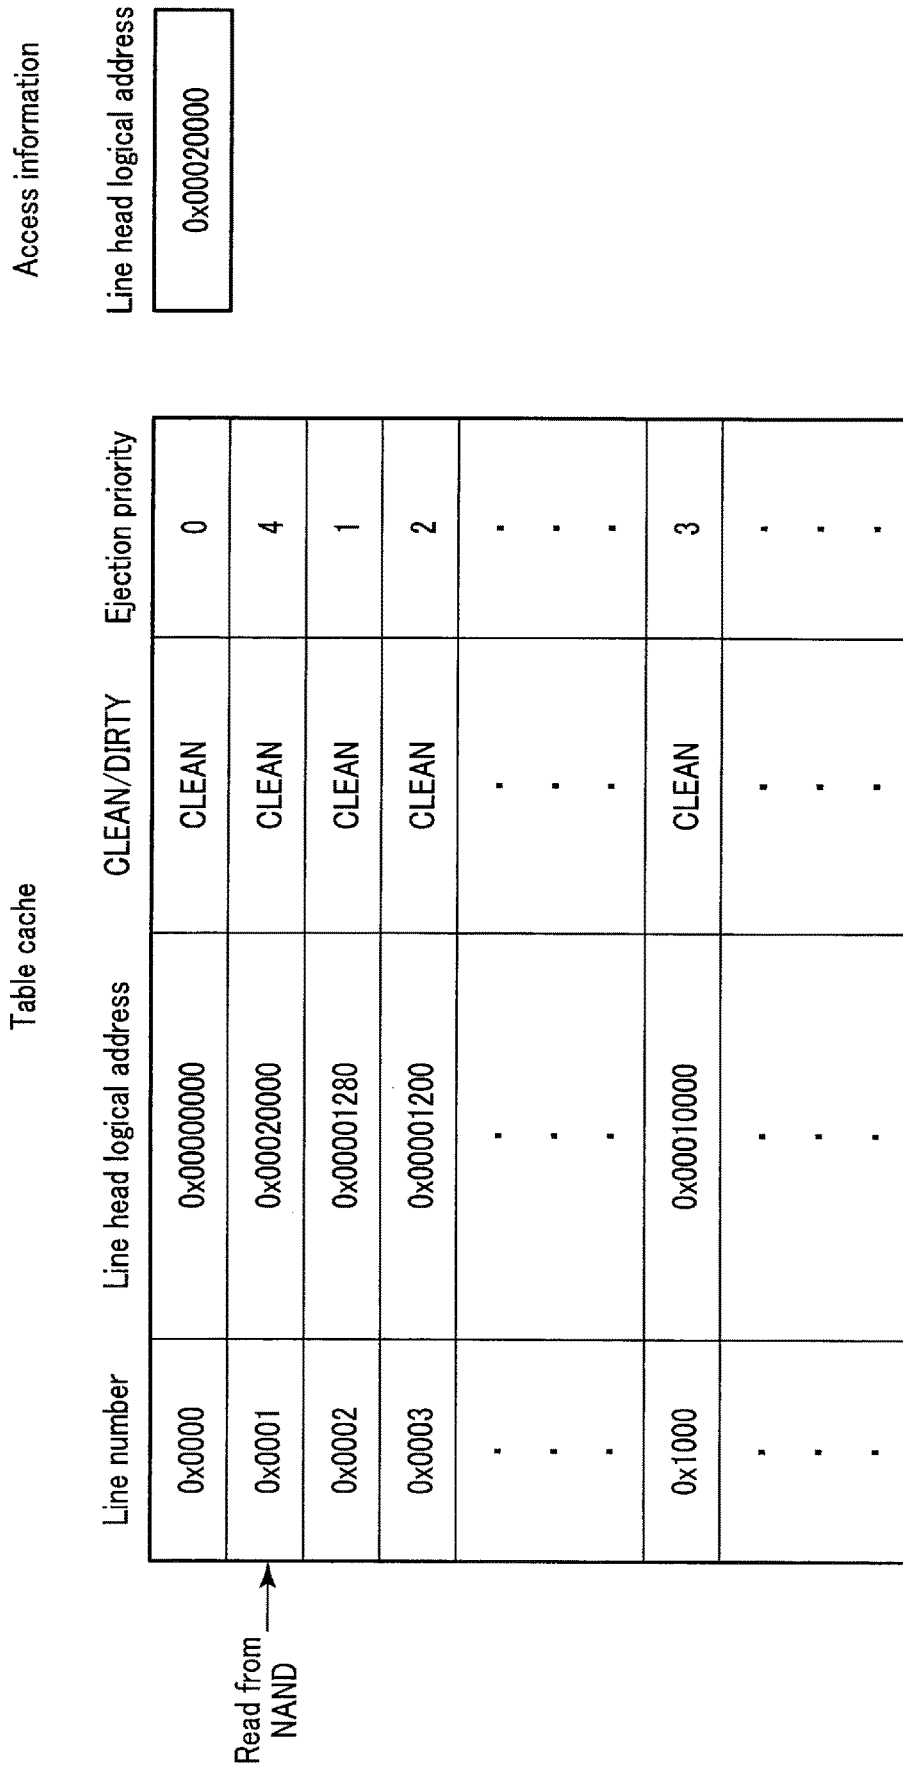 Table cache
Access information
Line number Line head logical address CLEAN/DIRTY Ejection priority
Line head logical address
0x0000 0x00000000 CLEAN 0
0x00020000
Read from
NAND
0x0001 0x00020000 CLEAN 4
0x0002 0x00001280 CLEAN 1
0x0003 0x00001200 CLEAN 2
. . . .
. . . .
. . . .
0x1000 0x00010000 CLEAN 3
. . . .
. . . .
. . . .